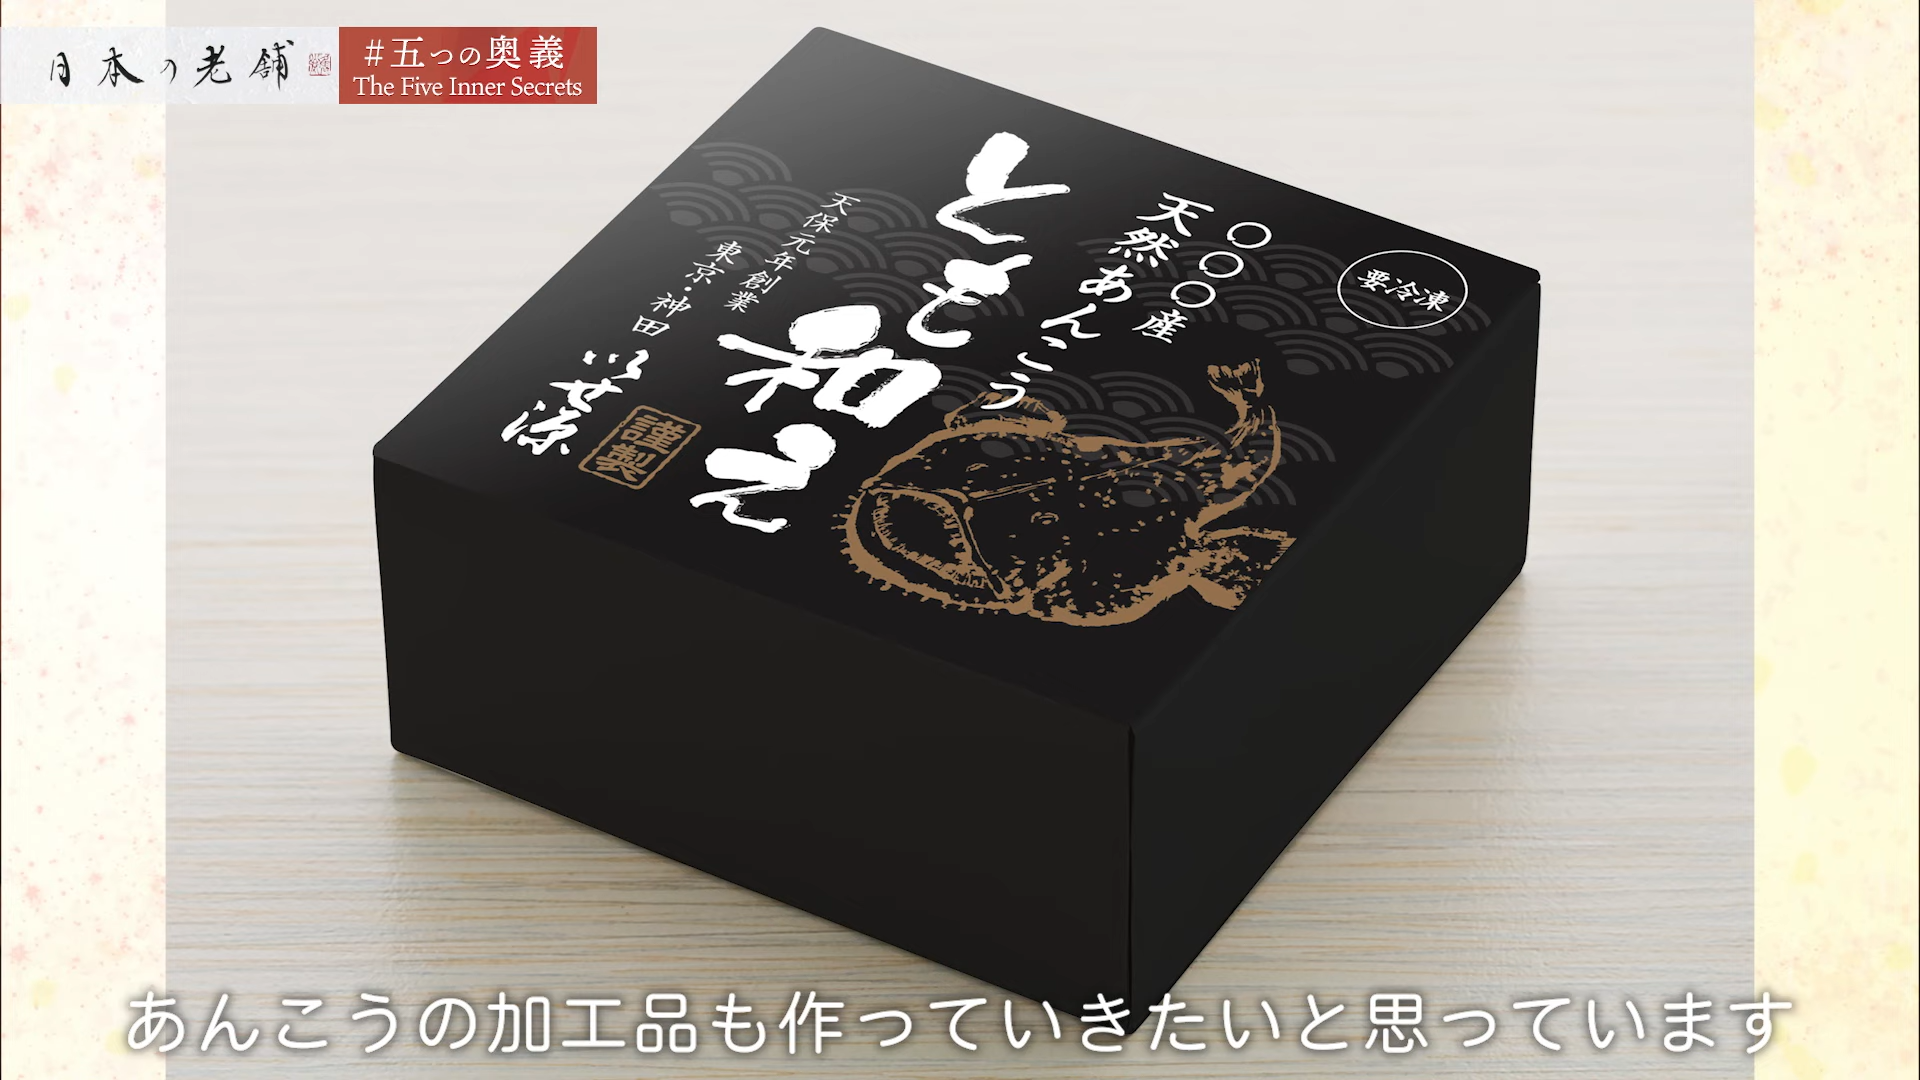 日本の老舗
#五つの奥義
The Five Inner Secrets
要冷凍
〇〇〇産
天然あんこう
とも和え
天保元年創業
東京・神田
いせ源
謹製
あんこうの加工品も作っていきたいと思っています